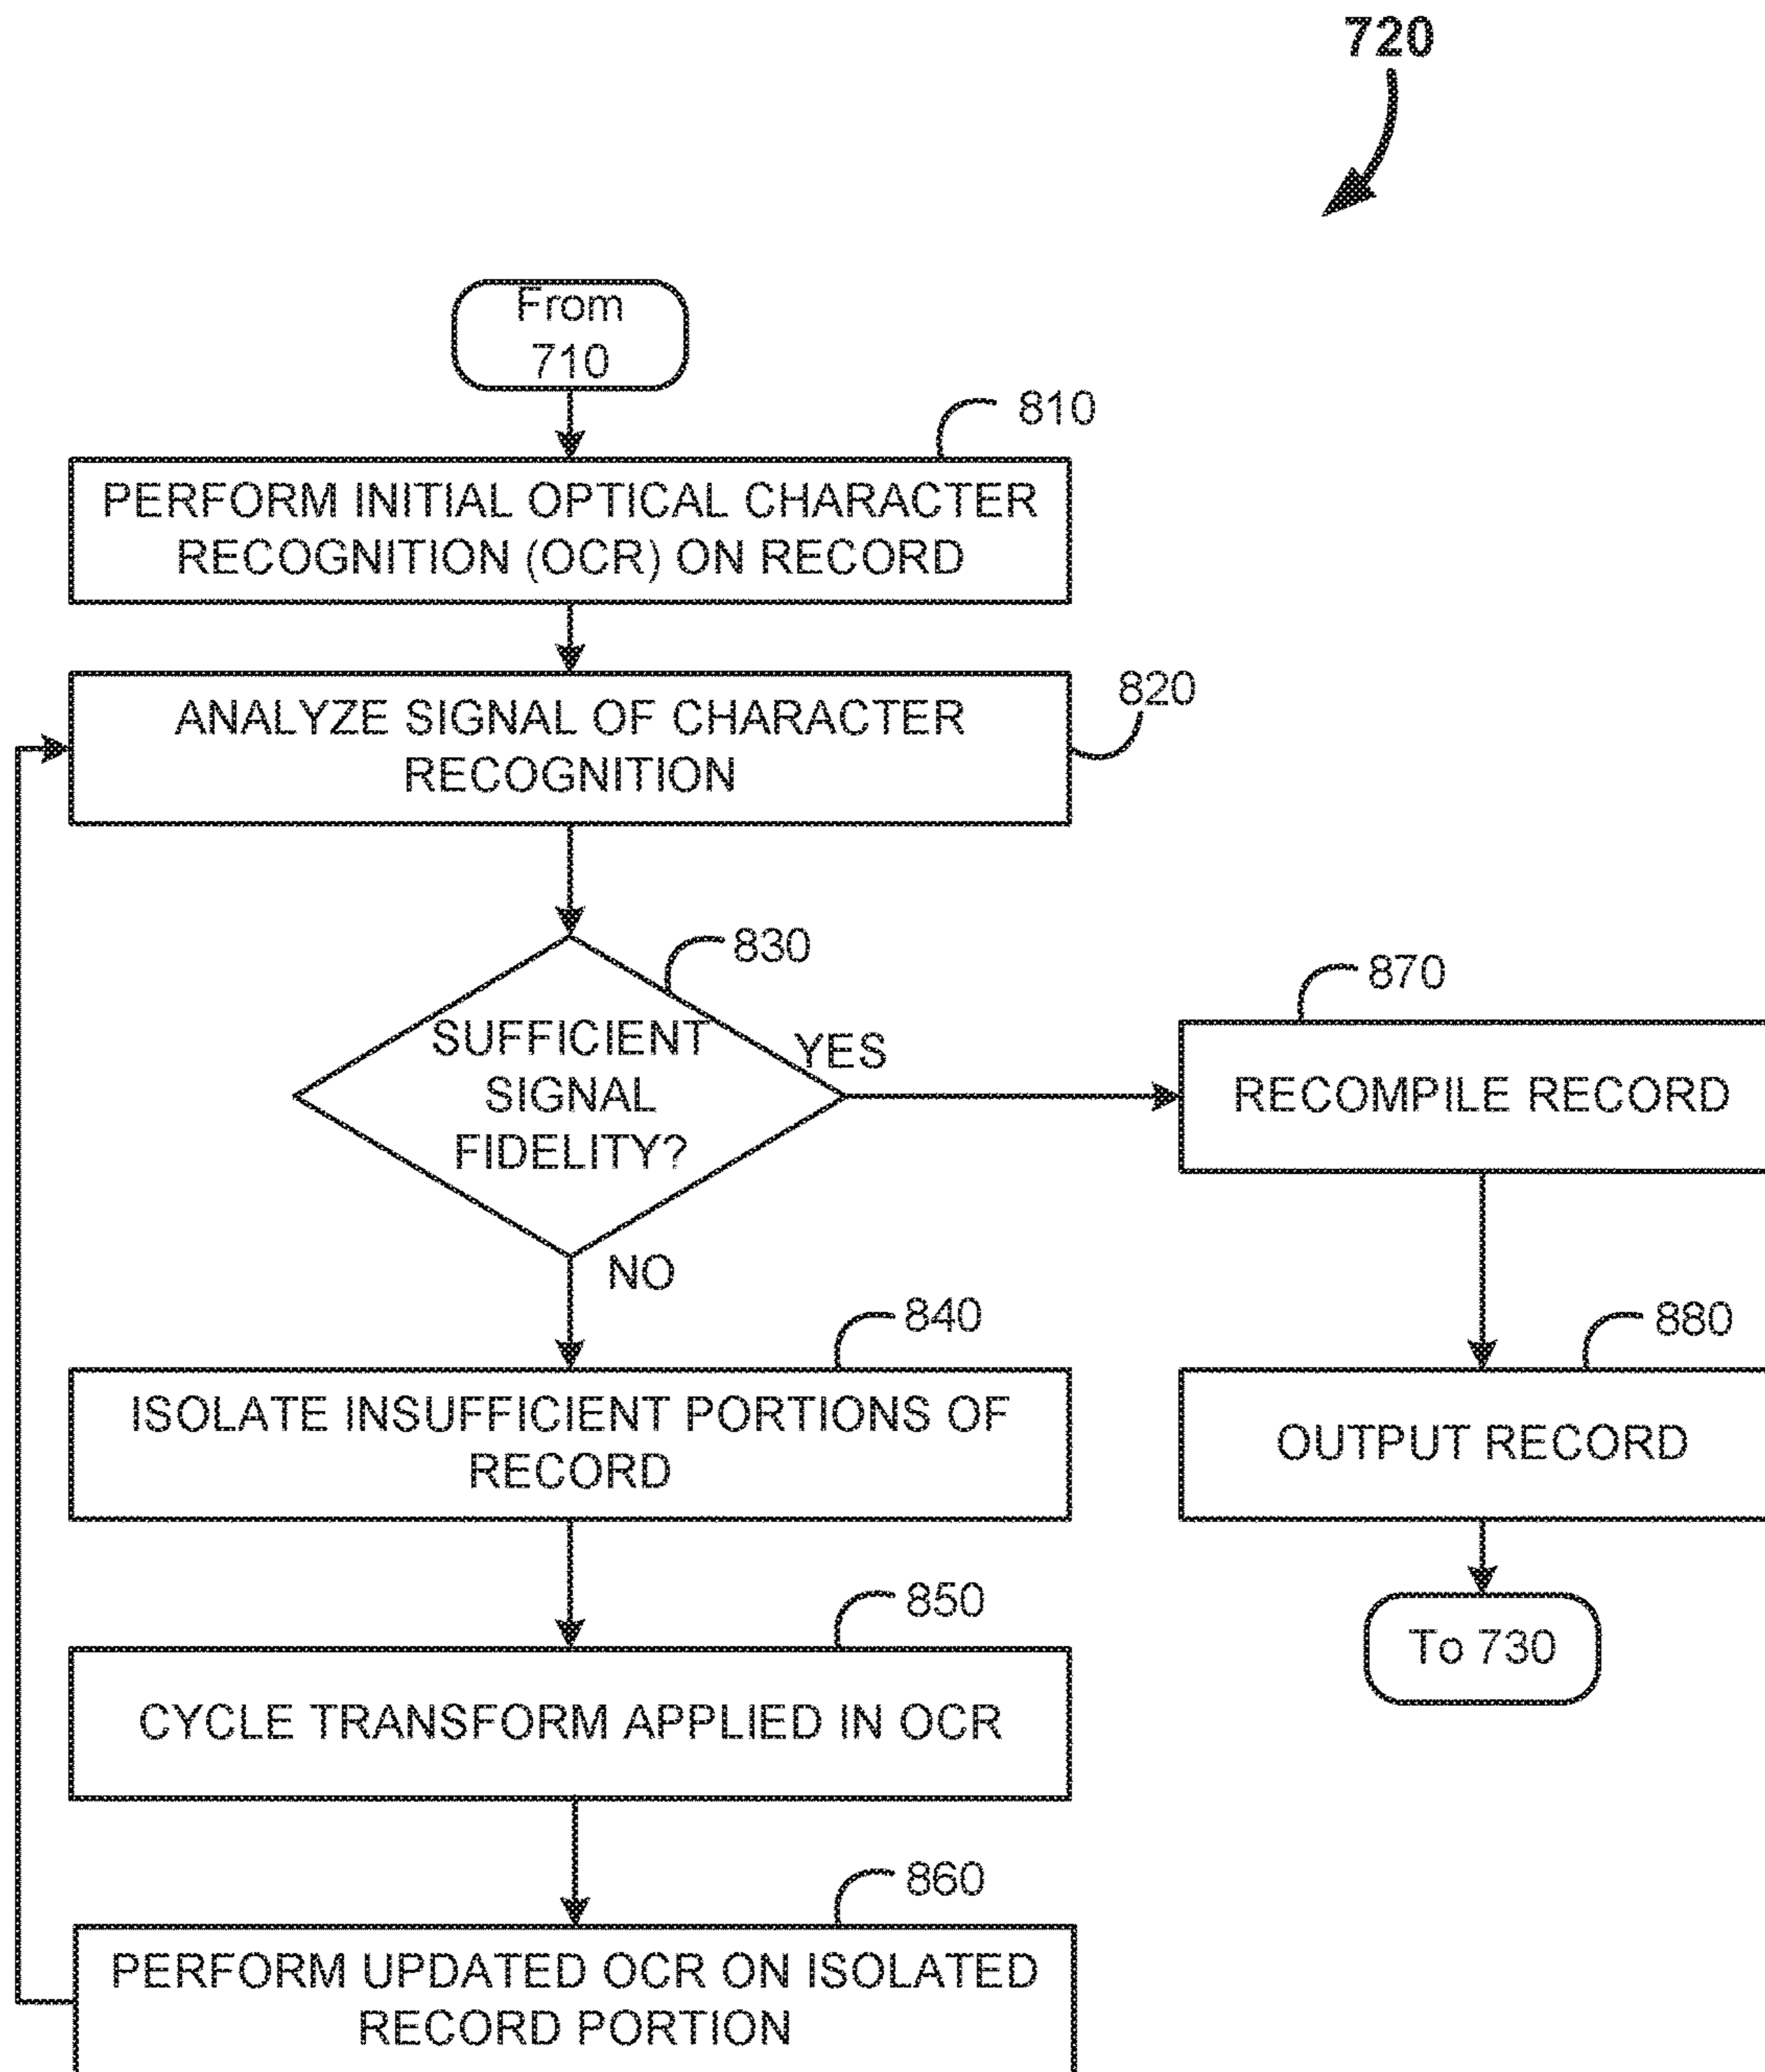 720
From
710
810
PERFORM INITIAL OPTICAL CHARACTER
RECOGNITION (OCR) ON RECORD
820
ANALYZE SIGNAL OF CHARACTER
RECOGNITION
830
SUFFICIENT
SIGNAL
FIDELITY?
YES
NO
870
RECOMPILE RECORD
840
ISOLATE INSUFFICIENT PORTIONS OF
RECORD
880
OUTPUT RECORD
To 730
850
CYCLE TRANSFORM APPLIED IN OCR
860
PERFORM UPDATED OCR ON ISOLATED
RECORD PORTION